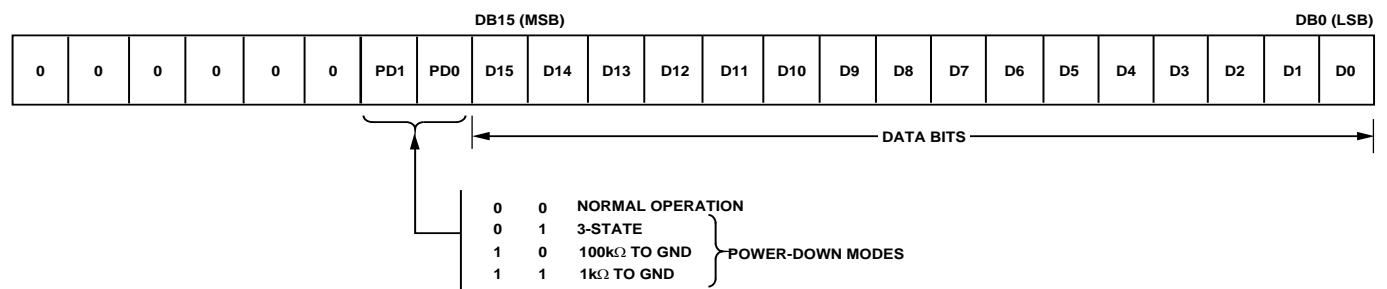 DB15 (MSB) DB0 (LSB)
0 0 0 0 0 0 PD1 PD0 D15 D14 D13 D12 D11 D10 D9 D8 D7 D6 D5 D4 D3 D2 D1 D0
DATA BITS
0 0 NORMAL OPERATION
0 1 3-STATE
1 0 100kΩ TO GND
POWER-DOWN MODES
1 1 1kΩ TO GND